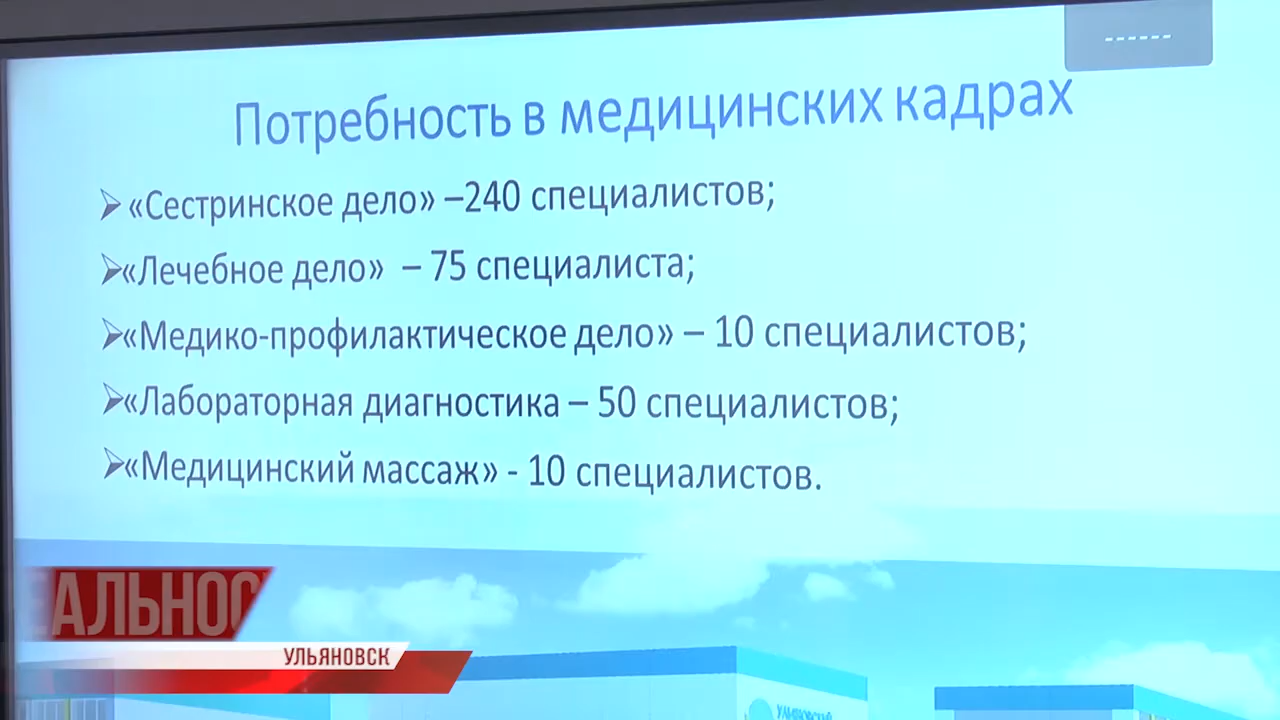 ------
Потребность в медицинских кадрах
⮚ «Сестринское дело» –240 специалистов;
⮚«Лечебное дело» – 75 специалиста;
⮚«Медико-профилактическое дело» – 10 специалистов;
⮚«Лабораторная диагностика – 50 специалистов;
⮚«Медицинский массаж» - 10 специалистов.
ЕАЛЬНОС
УЛЬЯНОВСК